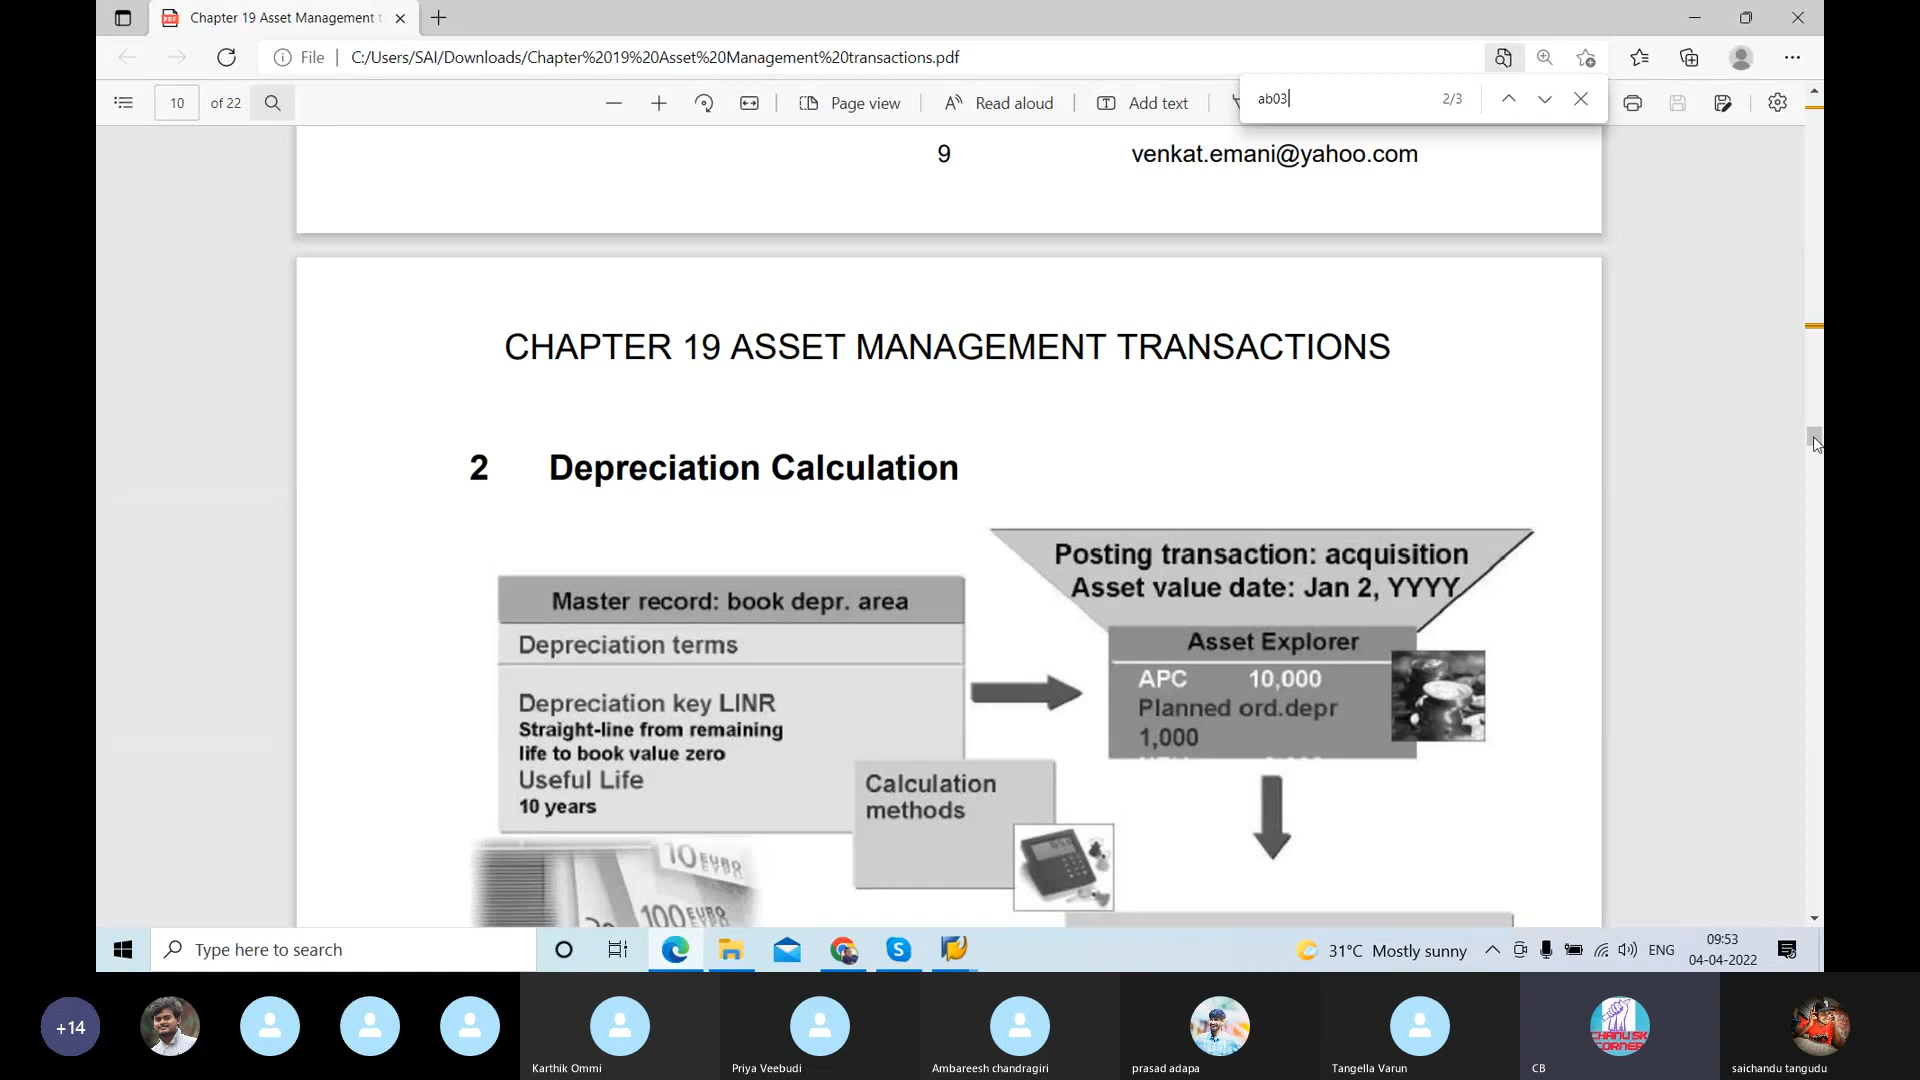 Chapter 19 Asset Management t
File
C:/Users/SAI/Downloads/Chapter%2019%20Asset%20Management%20transactions.pdf
10 of 22
Page view
Read aloud
Add text
ab03
2/3
9
venkat.emani@yahoo.com
CHAPTER 19 ASSET MANAGEMENT TRANSACTIONS
2 Depreciation Calculation
Posting transaction: acquisition
Asset value date: Jan 2, YYYY
Master record: book depr. area
Depreciation terms
Depreciation key LINR
Straight-line from remaining
life to book value zero
Useful Life
10 years
Asset Explorer
APC 10,000
Planned ord.depr
1,000
Calculation
methods
10 EURO
100 EURO
Type here to search
31°C Mostly sunny
ENG
09:53
04-04-2022
+14
Karthik Ommi
Priya Veebudi
Ambareesh chandragiri
prasad adapa
Tangella Varun
CB
saichandu tangudu